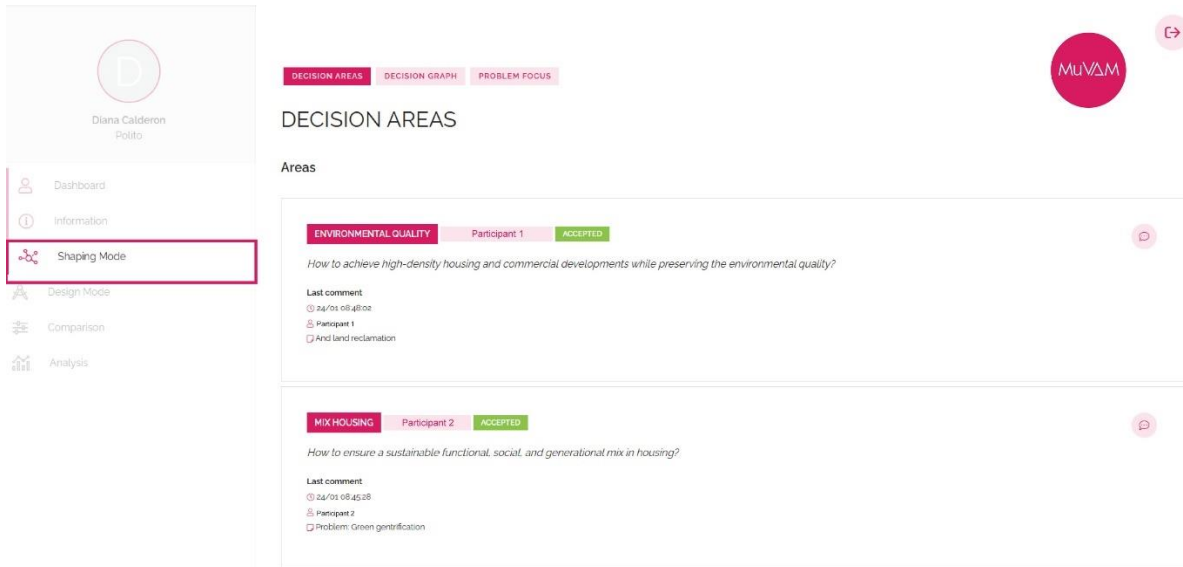 D
Diana Calderon
Polito
Dashboard
Information
Shaping Mode
Design Mode
Comparison
Analysis
DECISION AREAS DECISION GRAPH PROBLEM FOCUS
MuVAM
DECISION AREAS
Areas
ENVIRONMENTAL QUALITY Participant 1 ACCEPTED
How to achieve high-density housing and commercial developments while preserving the environmental quality?
Last comment
24/01 08:48:02
Participant 1
And land reclamation
MIX HOUSING Participant 2 ACCEPTED
How to ensure a sustainable functional, social, and generational mix in housing?
Last comment
24/01 08:45:28
Participant 2
Problem: Green gentrification